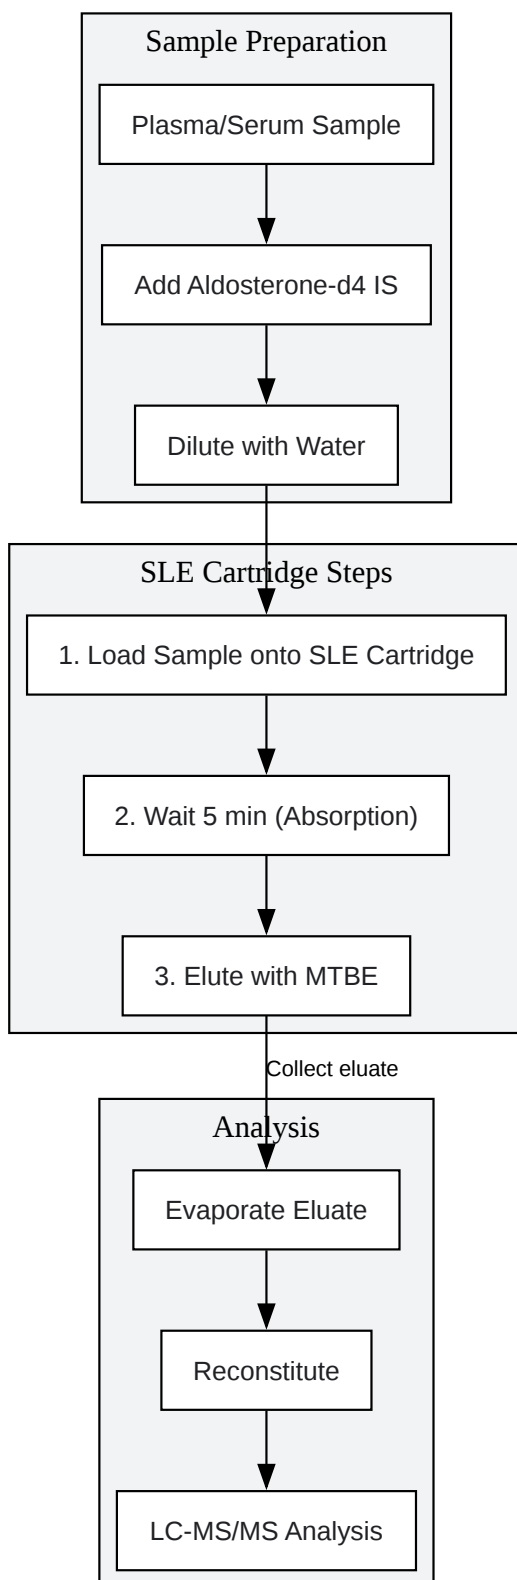 Sample Preparation
Plasma/Serum Sample
Add Aldosterone-d4 IS
Dilute with Water
SLE Cartridge Steps
1. Load Sample onto SLE Cartridge
2. Wait 5 min (Absorption)
3. Elute with MTBE
Collect eluate
Analysis
Evaporate Eluate
Reconstitute
LC-MS/MS Analysis